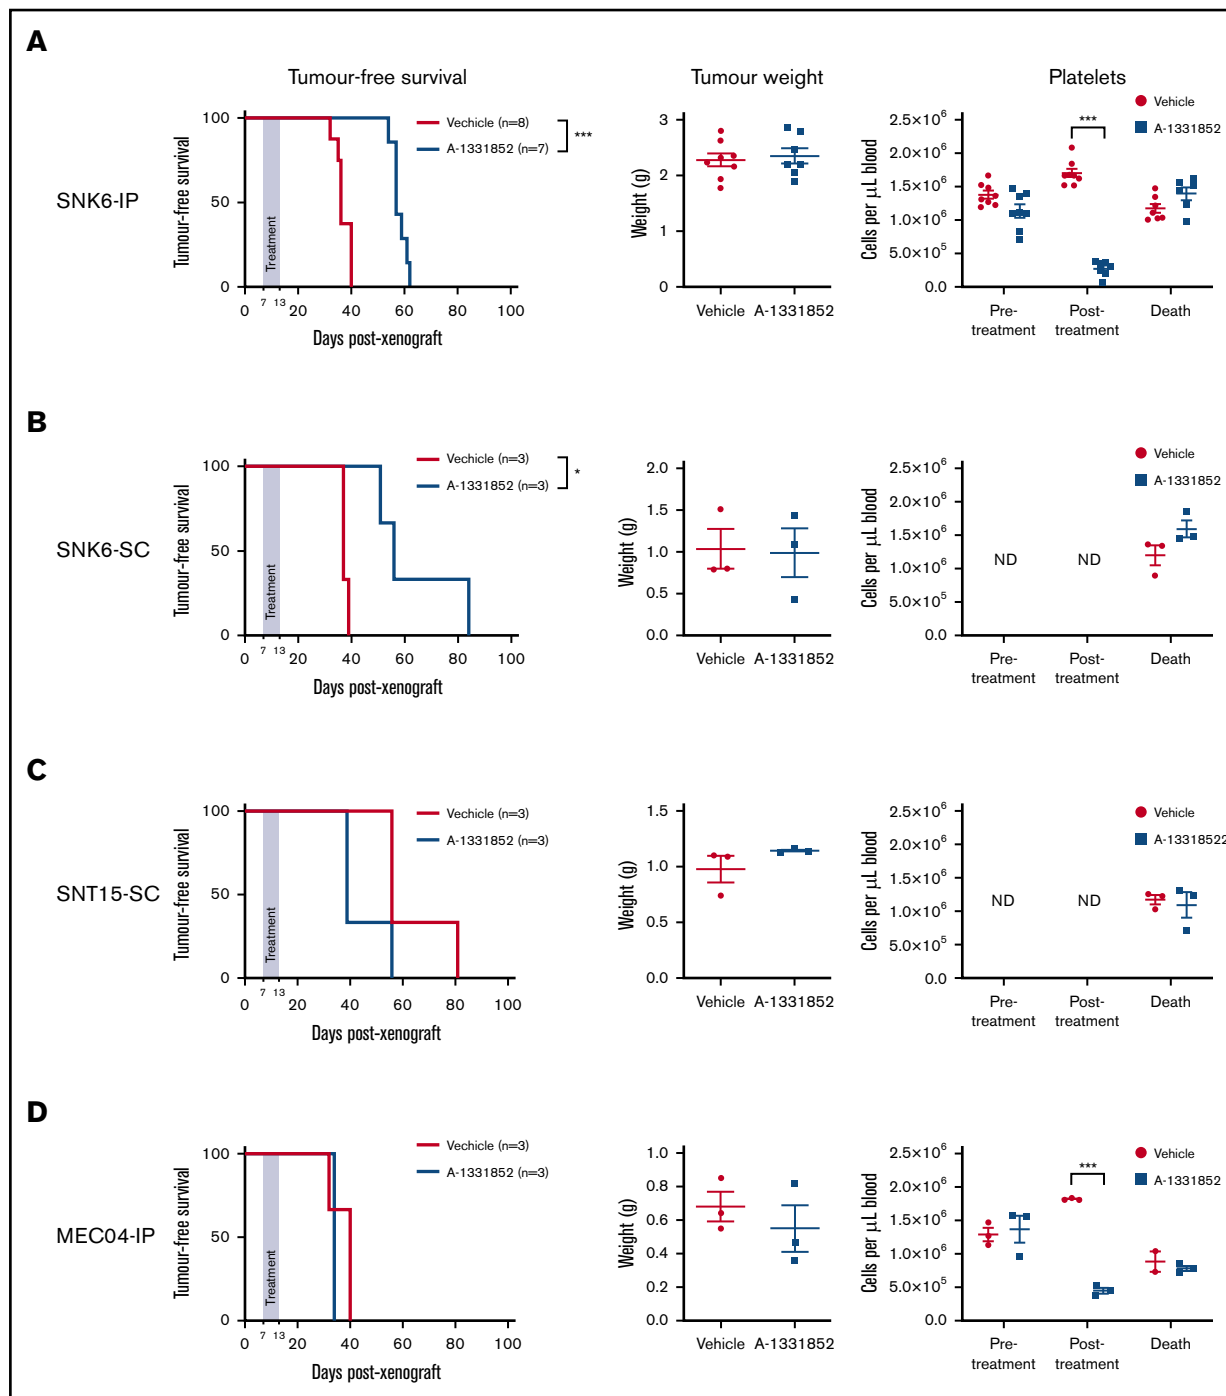 A
Tumour-free survival
Tumour weight
Platelets
SNK6-IP
Tumour-free survival
100
50
0
Treatment
0
7
13
20
40
60
80
100
Days post-xenograft
Vechicle (n=8)
A-1331852 (n=7)
***
Weight (g)
3
2
1
0
Vehicle
A-1331852
Cells per μL blood
2.5×10⁶
2.0×10⁶
1.5×10⁶
1.0×10⁶
5.0×10⁵
0.0
Vehicle
A-1331852
***
Pre-
treatment
Post-
treatment
Death
B
SNK6-SC
Tumour-free survival
100
50
0
Treatment
0
7
13
20
40
60
80
100
Days post-xenograft
Vechicle (n=3)
A-1331852 (n=3)
*
Weight (g)
2.0
1.5
1.0
0.5
0.0
Vehicle
A-1331852
Cells per μL blood
2.5×10⁶
2.0×10⁶
1.5×10⁶
1.0×10⁶
5.0×10⁵
0.0
Vehicle
A-1331852
ND
ND
Pre-
treatment
Post-
treatment
Death
C
SNT15-SC
Tumour-free survival
100
50
0
Treatment
0
7
13
20
40
60
80
100
Days post-xenograft
Vechicle (n=3)
A-1331852 (n=3)
Weight (g)
1.5
1.0
0.5
0.0
Vehicle
A-1331852
Cells per μL blood
2.5×10⁶
2.0×10⁶
1.5×10⁶
1.0×10⁶
5.0×10⁵
0.0
Vehicle
A-13318522
ND
ND
Pre-
treatment
Post-
treatment
Death
D
MEC04-IP
Tumour-free survival
100
50
0
Treatment
0
7
13
20
40
60
80
100
Days post-xenograft
Vechicle (n=3)
A-1331852 (n=3)
Weight (g)
1.0
0.8
0.6
0.4
0.2
0.0
Vehicle
A-1331852
Cells per μL blood
2.5×10⁶
2.0×10⁶
1.5×10⁶
1.0×10⁶
5.0×10⁵
0.0
Vehicle
A-1331852
***
Pre-
treatment
Post-
treatment
Death